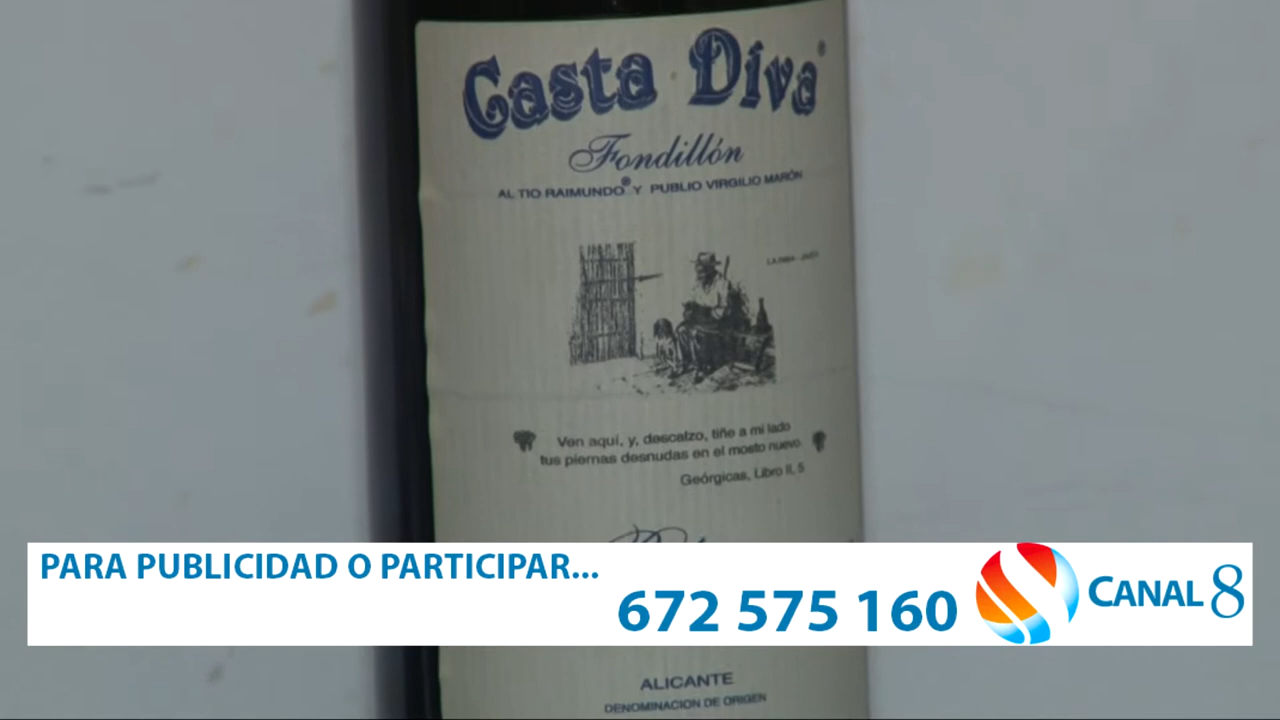 Casta Diva®
Fondillón
AL TIO RAIMUNDO® Y PUBLIO VIRGILIO MARÓN
Ven aquí, y, descalzo, tiñe a mi lado
tus piernas desnudas en el mosto nuevo
Geórgicas, Libro II, 5
PARA PUBLICIDAD O PARTICIPAR...
672 575 160
CANAL 8
ALICANTE
DENOMINACION DE ORIGEN